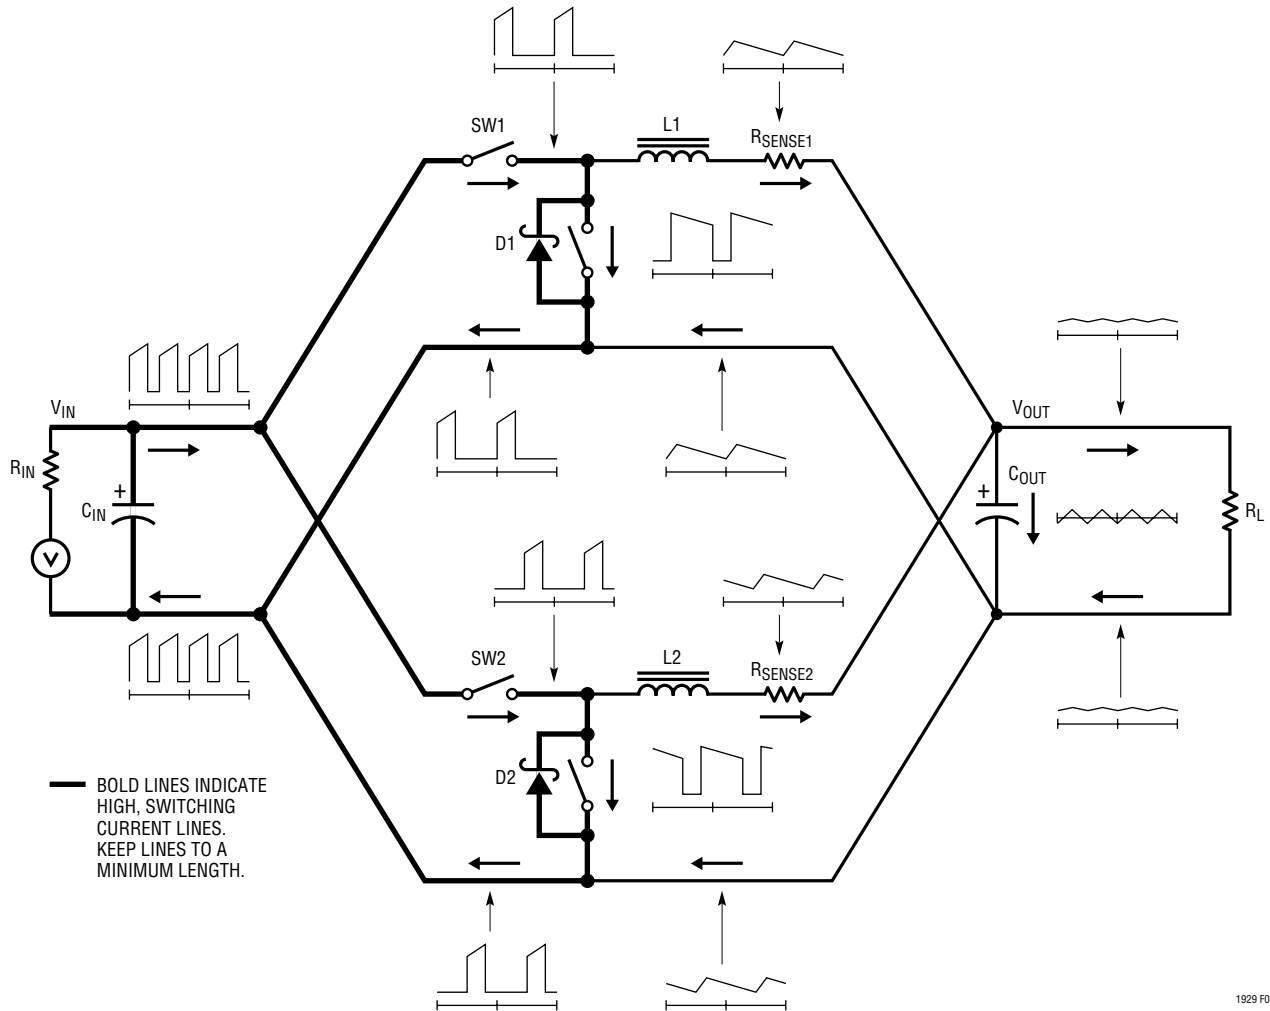 SW1
L1
RSENSE1
D1
VIN
VOUT
RIN
+
CIN
+
COUT
RL
V
SW2
L2
RSENSE2
D2
BOLD LINES INDICATE
HIGH, SWITCHING
CURRENT LINES.
KEEP LINES TO A
MINIMUM LENGTH.
1929 F0